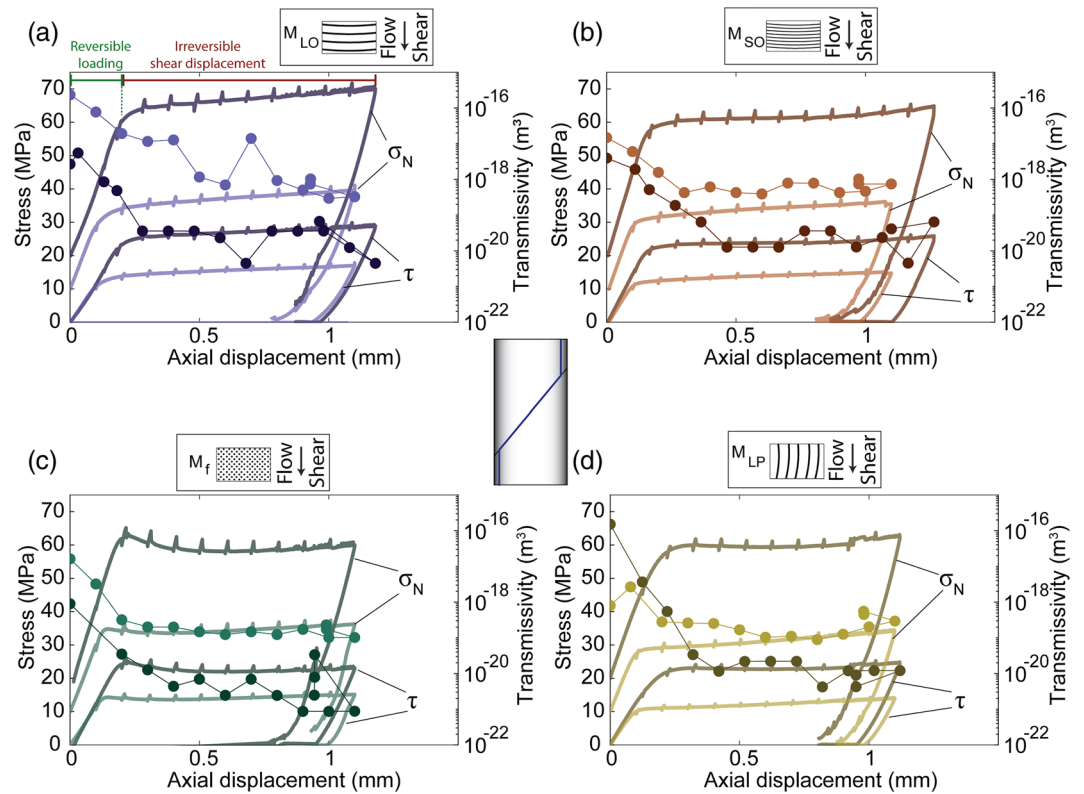 (a)
M LO
Flow
Shear
Reversible
loading
Irreversible
shear displacement
Stress (MPa)
70
60
50
40
30
20
10
0
σN
τ
0
0.5
1
Axial displacement (mm)
10-16
10-18
10-20
10-22
Transmissivity (m³)
(b)
M SO
Flow
Shear
Stress (MPa)
70
60
50
40
30
20
10
0
σN
τ
0
0.5
1
Axial displacement (mm)
10-16
10-18
10-20
10-22
Transmissivity (m³)
(c)
M f
Flow
Shear
Stress (MPa)
70
60
50
40
30
20
10
0
σN
τ
0
0.5
1
Axial displacement (mm)
10-16
10-18
10-20
10-22
Transmissivity (m³)
(d)
M LP
Flow
Shear
Stress (MPa)
70
60
50
40
30
20
10
0
σN
τ
0
0.5
1
Axial displacement (mm)
10-16
10-18
10-20
10-22
Transmissivity (m³)